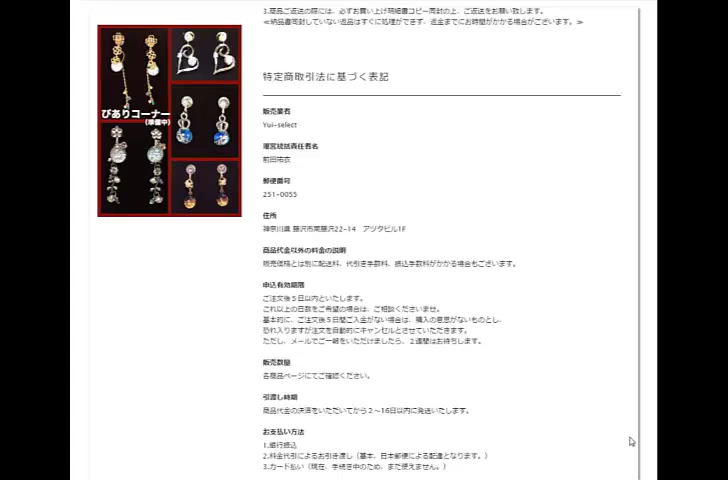 3.商品ご返送の際には、必ずお買い上げ明細書コピー同封の上、ご返送をお願い致します。
≪納品書同封していない返品はすぐに処理ができず、返金までにお時間がかかる場合がございます。≫
ぴありコーナー
(準備中)
特定商取引法に基づく表記
販売業者
Yui-select
運営統括責任者名
前田祐衣
郵便番号
251-0055
住所
神奈川県 藤沢市南藤沢22-14 アツタビル1F
商品代金以外の料金の説明
販売価格とは別に配送料、代引き手数料、振込手数料がかかる場合もございます。
申込有効期限
ご注文後5日以内といたします。
これ以上の日数をご希望の場合は、ご相談くださいませ。
基本的に、ご注文後5日間ご入金がない場合は、購入の意思がないものとし、
恐れ入りますが注文を自動的にキャンセルとさせていただきます。
ただし、メールでご一報をいただけましたら、2週間はお待ちします。
販売数量
各商品ページにてご確認ください。
引渡し時期
商品代金の決済をいただいてから2～16日以内に発送いたします。
お支払い方法
1.銀行振込
2.料金代引によるお引き渡し（基本、日本郵便による配達となります。）
3.カード払い（現在、手続き中のため、まだ使えません。）